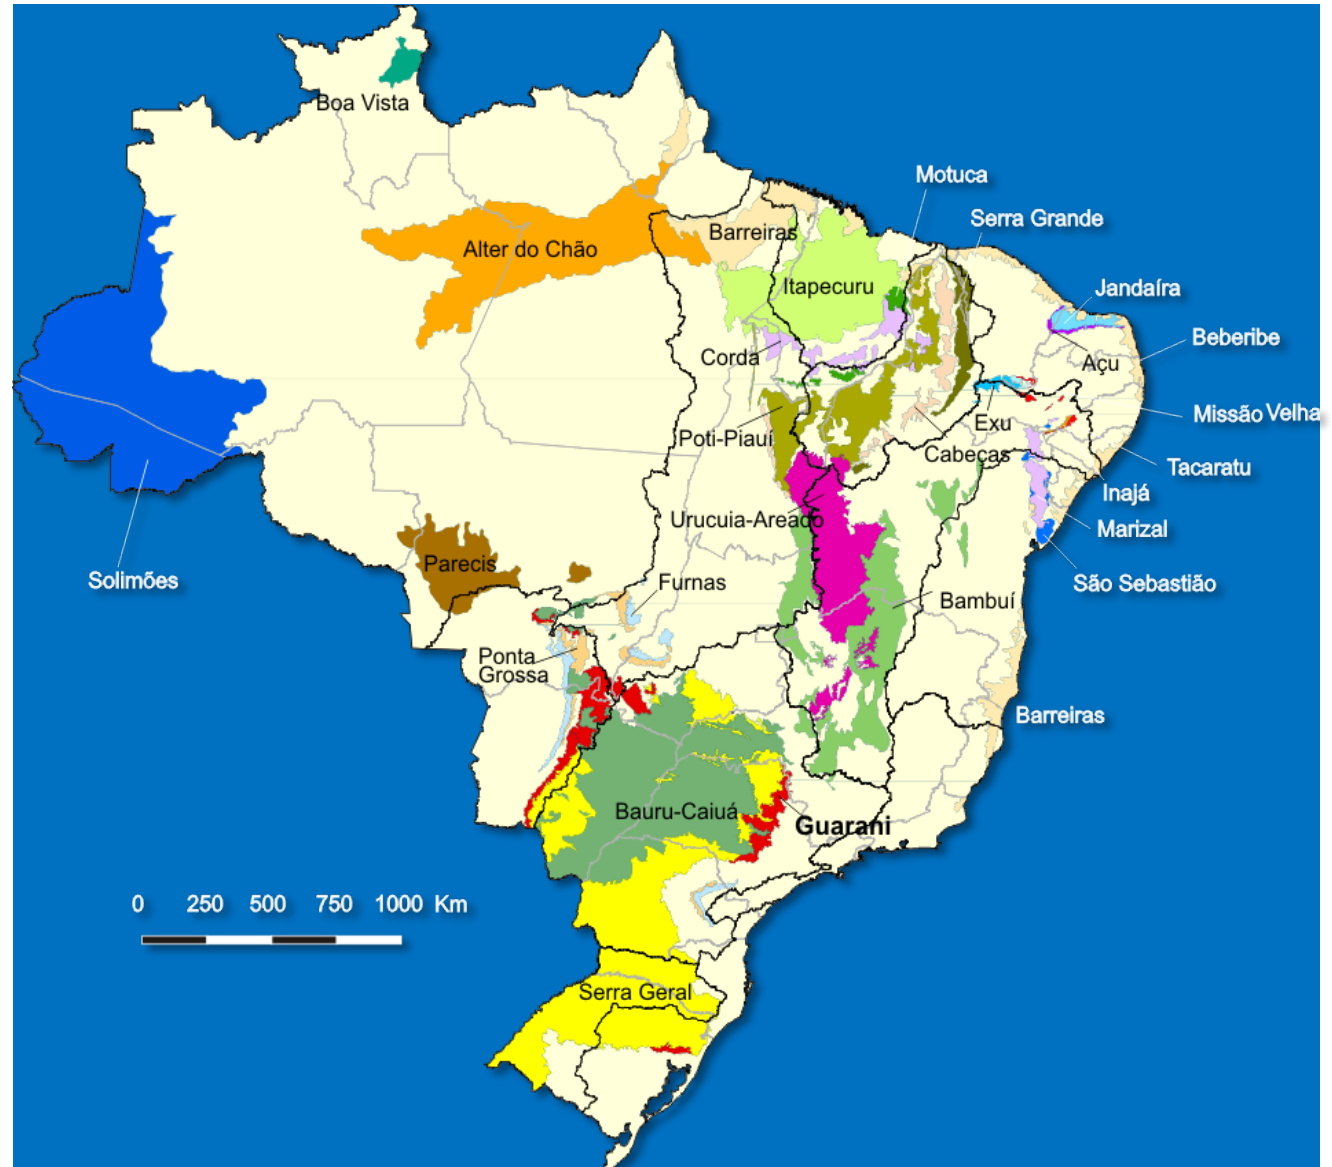 Boa Vista
Motuca
Serra Grande
Barreiras
Alter do Chão
Itapecuru
Jandaíra
Beberibe
Corda
Açu
Missão Velha
Exu
Poti-Piauí
Cabeças
Tacaratu
Inajá
Urucuia-Areado
Marizal
Parecis
Solimões
Furnas
São Sebastião
Bambuí
Ponta
Grossa
Barreiras
Bauru-Caiuá
Guarani
0 250 500 750 1000 Km
Serra Geral